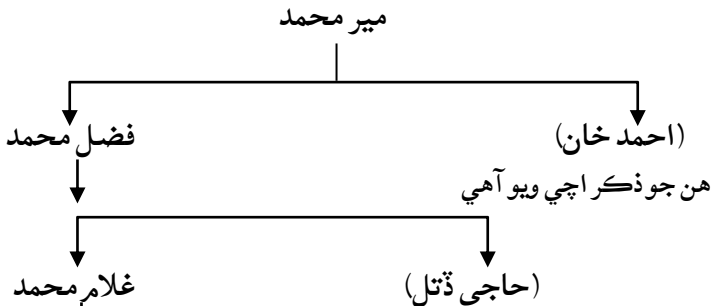 مير محمد
(احمد خان)
فضل محمد
هن جو ذڪر اچي ويو آهي
(حاجي ڏتل)
غلام محمد